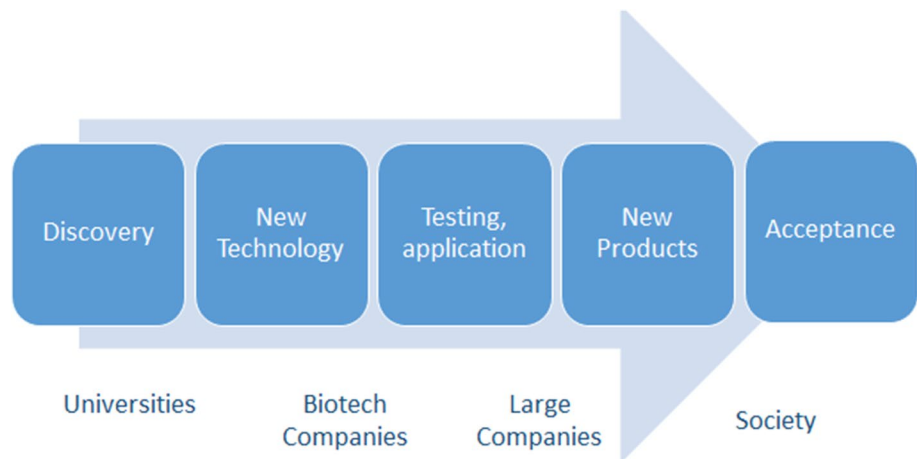 Discovery
New
Technology
Testing,
application
New
Products
Acceptance
Universities
Biotech
Companies
Large
Companies
Society